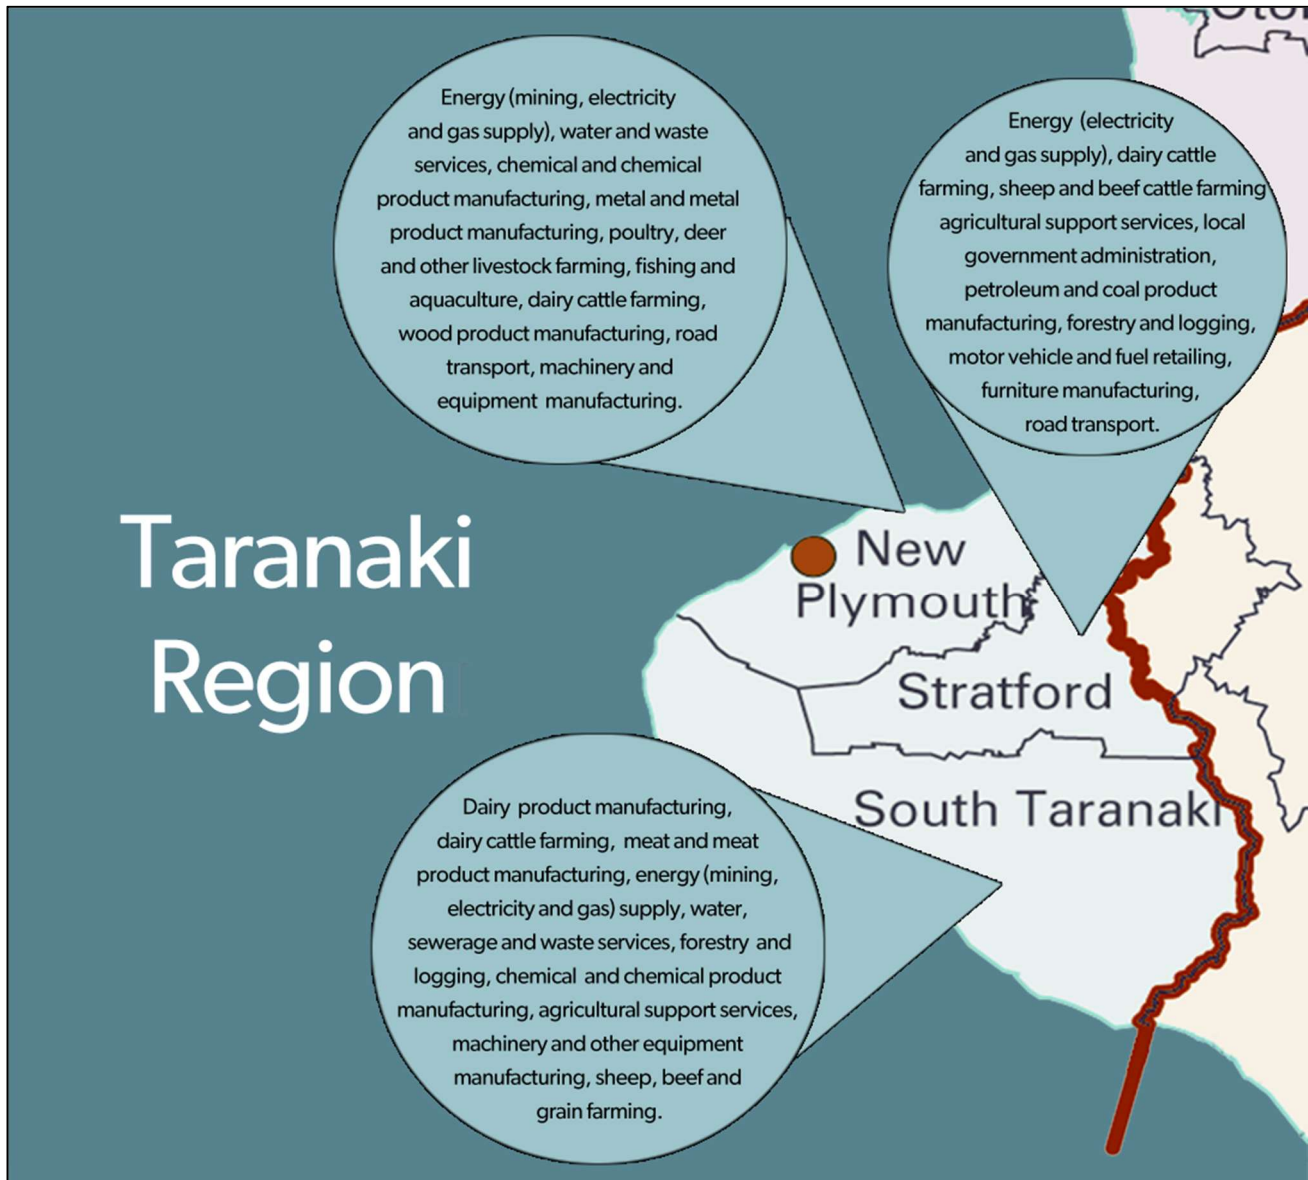 Energy (mining, electricity
and gas supply), water and waste
services, chemical and chemical
product manufacturing, metal and metal
product manufacturing, poultry, deer
and other livestock farming, fishing and
aquaculture, dairy cattle farming,
wood product manufacturing, road
transport, machinery and
equipment manufacturing.
Energy (electricity
and gas supply), dairy cattle
farming, sheep and beef cattle farming
agricultural support services, local
government administration,
petroleum and coal product
manufacturing, forestry and logging,
motor vehicle and fuel retailing,
furniture manufacturing,
road transport.
Taranaki
Region
New
Plymouth
Stratford
South Taranaki
Dairy product manufacturing,
dairy cattle farming, meat and meat
product manufacturing, energy (mining,
electricity and gas) supply, water,
sewerage and waste services, forestry and
logging, chemical and chemical product
manufacturing, agricultural support services,
machinery and other equipment
manufacturing, sheep, beef and
grain farming.